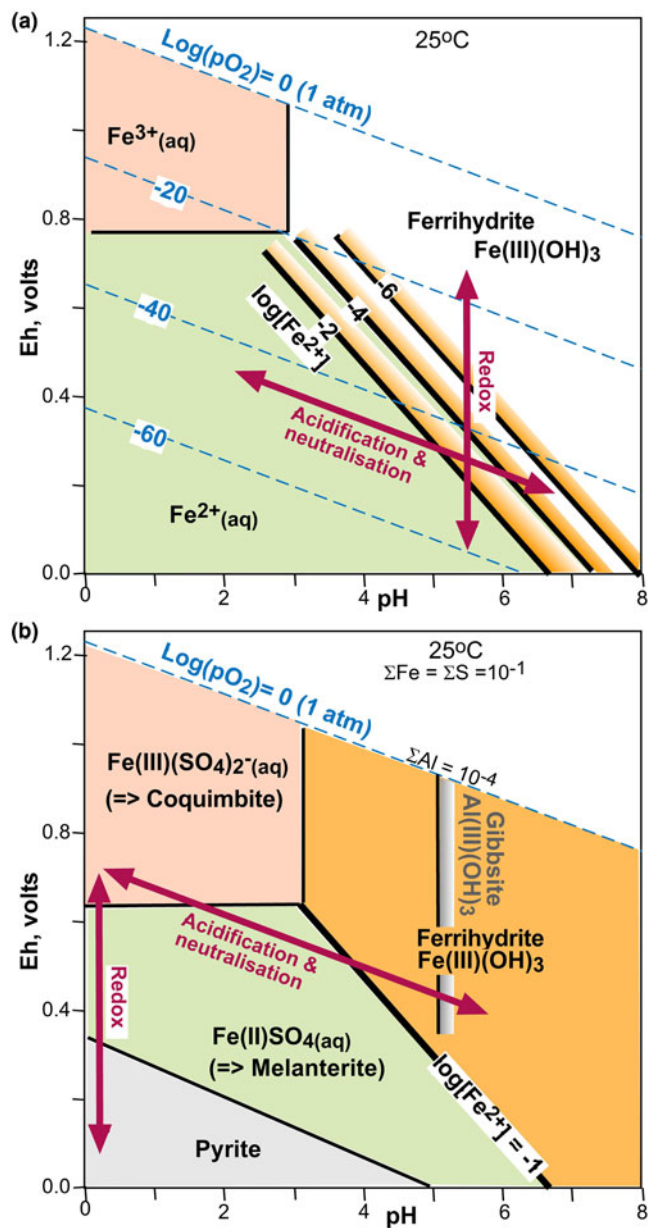 (a)
25°C
1.2
0.8
0.4
0.0
Eh, volts
Log(pO2)= 0 (1 atm)
Fe3+(aq)
-20
-40
-60
Ferrihydrite
Fe(III)(OH)3
log[Fe2+]
-2
-4
-6
Redox
Acidification &
neutralisation
Fe2+(aq)
0
2
4
6
8
pH
(b)
25°C
ΣFe = ΣS =10-1
1.2
0.8
0.4
0.0
Eh, volts
Log(pO2)= 0 (1 atm)
Fe(III)(SO4)2-(aq)
(=> Coquimbite)
ΣAl = 10-4
Gibbsite
Al(III)(OH)3
Ferrihydrite
Fe(III)(OH)3
Acidification &
neutralisation
Redox
Fe(II)SO4(aq)
(=> Melanterite)
log[Fe2+] = -1
Pyrite
0
2
4
6
8
pH